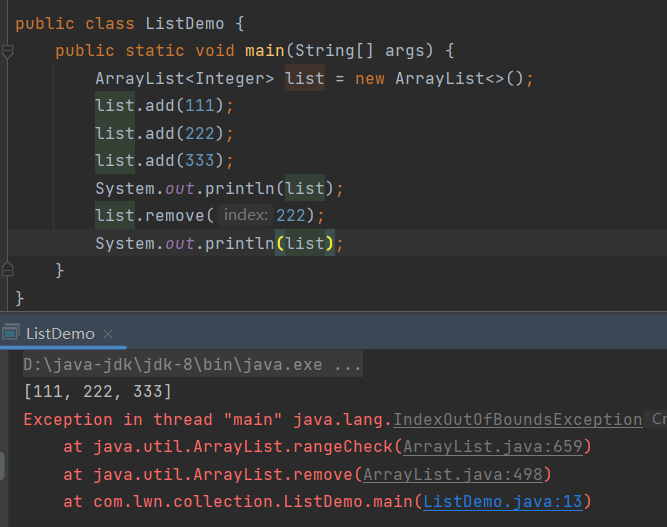 public class ListDemo {
public static void main(String[] args) {
ArrayList<Integer> list = new ArrayList<>();
list.add(111);
list.add(222);
list.add(333);
System.out.println(list);
list.remove( index: 222);
System.out.println(list);
}
}
ListDemo ×
D:\java-jdk\jdk-8\bin\java.exe ...
[111, 222, 333]
Exception in thread "main" java.lang.IndexOutOfBoundsException
at java.util.ArrayList.rangeCheck(ArrayList.java:659)
at java.util.ArrayList.remove(ArrayList.java:498)
at com.lwn.collection.ListDemo.main(ListDemo.java:13)